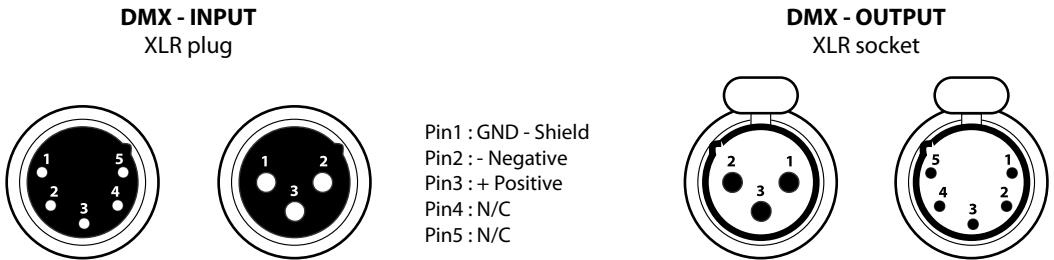 DMX - INPUT
XLR plug
DMX - OUTPUT
XLR socket
1 5
2 4
3
1 2
3
Pin1 : GND - Shield
Pin2 : - Negative
Pin3 : + Positive
Pin4 : N/C
Pin5 : N/C
2 1
3
5 1
4 2
3